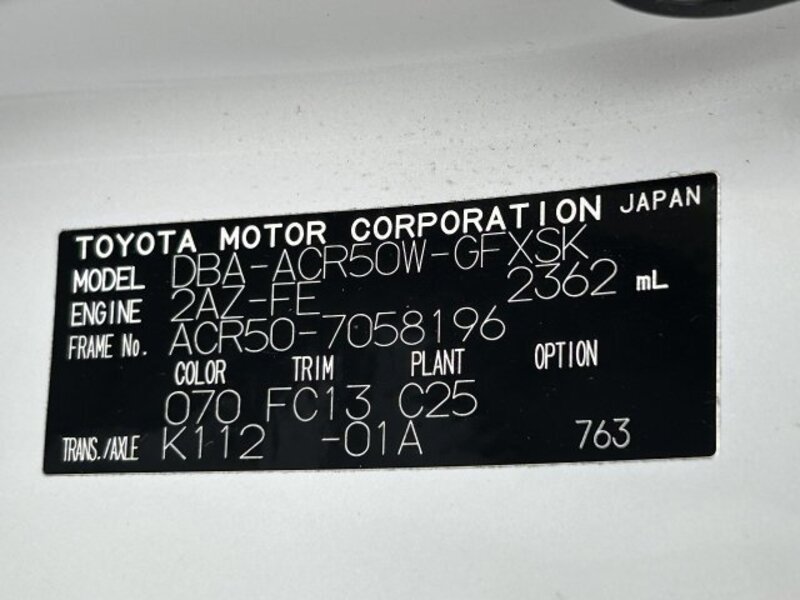 TOYOTA MOTOR CORPORATION JAPAN
MODEL DBA-ACR50W-GFXSK
ENGINE 2AZ-FE 2362 mL
FRAME No. ACR50-7058196
COLOR TRIM PLANT OPTION
070 FC13 C25
TRANS./AXLE K112 -01A 763